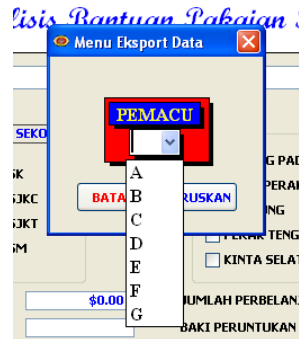 lisis Bantuan Pakaian
Menu Eksport Data
PEMACU
SEKO
G PAD
SK
A
PERAK
SJKC
BATA
B
RUSKAN
NG
SJKT
C
PERAK TENG
SM
D
KINTA SELAT
E
F
$0.00
JUMLAH PERBELAN
G
BAKI PERUNTUKAN